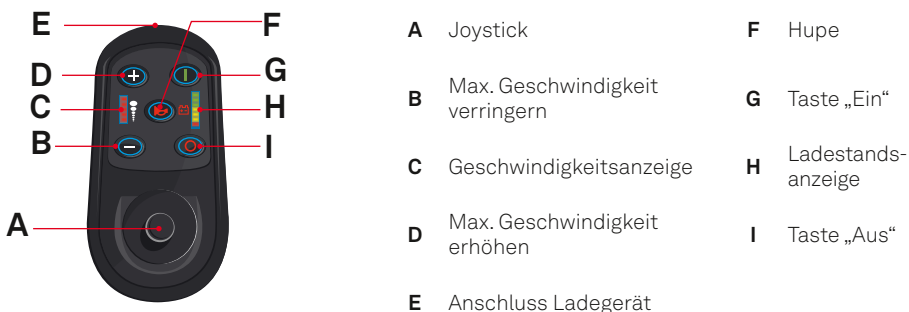 E
F
D
G
C
H
B
I
A
A Joystick
B Max. Geschwindigkeit
verringern
C Geschwindigkeitsanzeige
D Max. Geschwindigkeit
erhöhen
E Anschluss Ladegerät
F Hupe
G Taste „Ein“
H Ladestands-
anzeige
I Taste „Aus“